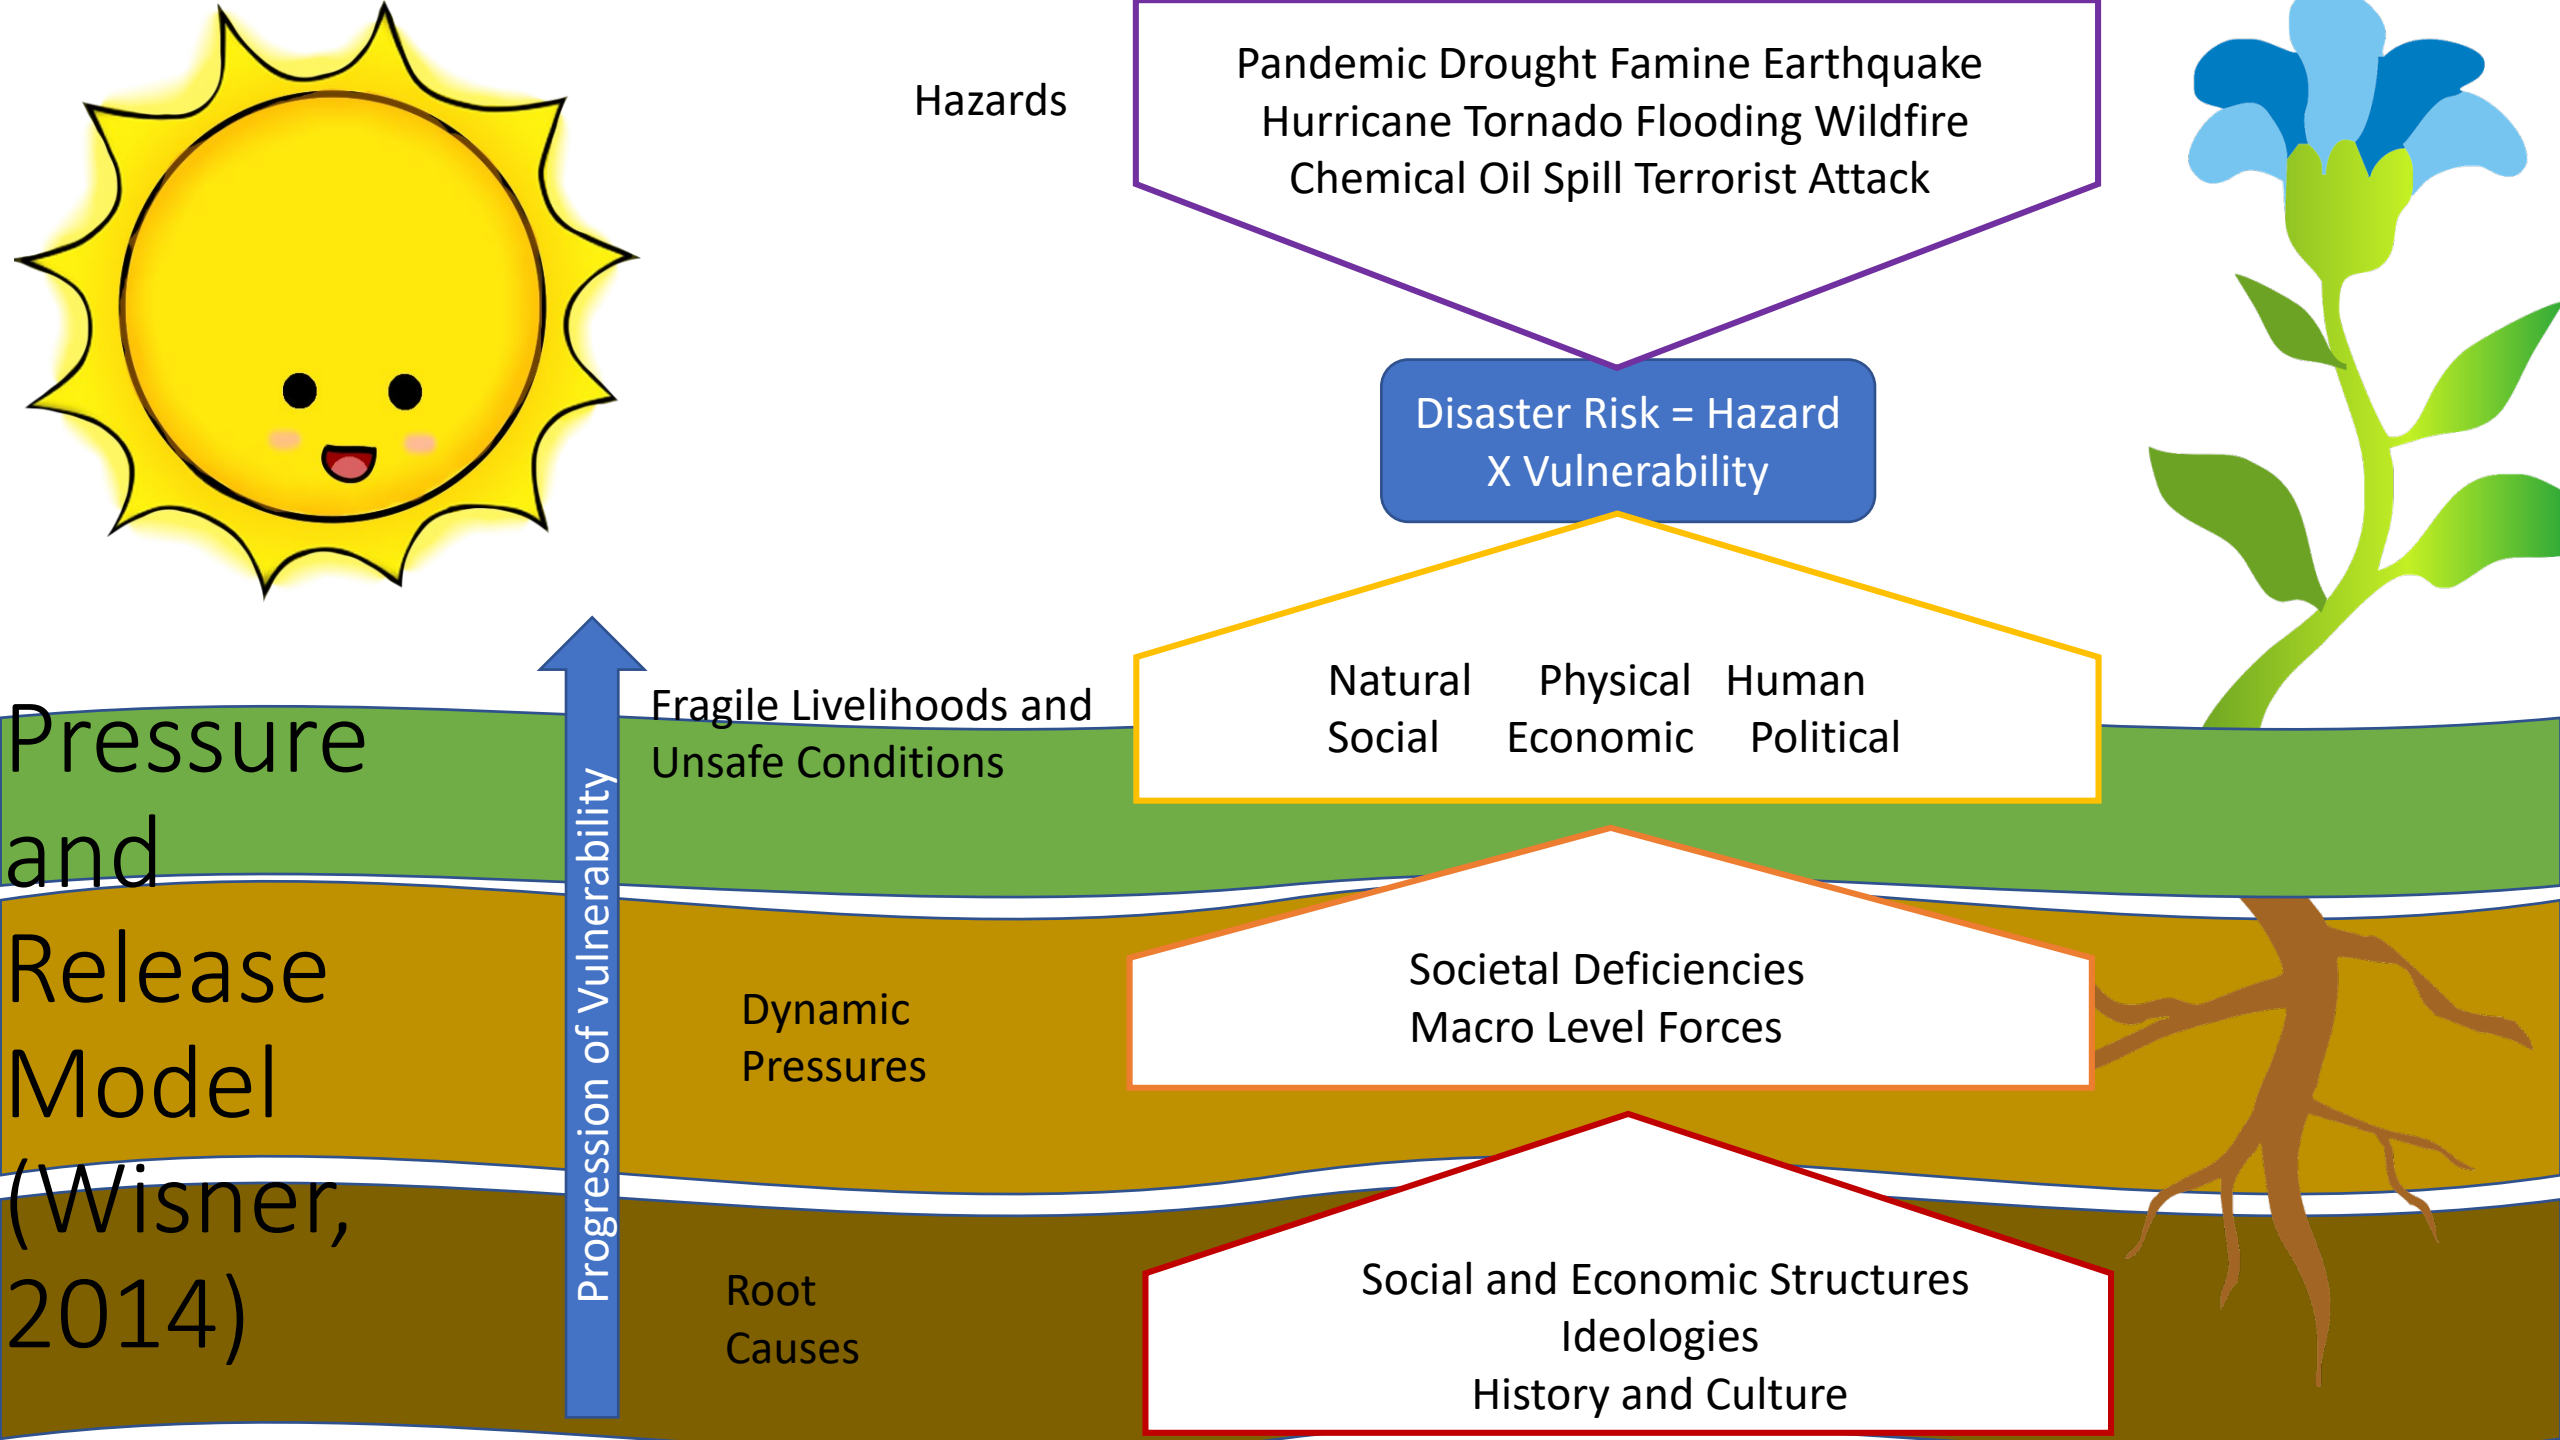 Hazards
Pandemic Drought Famine Earthquake
Hurricane Tornado Flooding Wildfire
Chemical Oil Spill Terrorist Attack
Disaster Risk = Hazard
X Vulnerability
Pressure
and
Release
Model
(Wisner,
2014)
Progression of Vulnerability
Fragile Livelihoods and
Unsafe Conditions
Natural Physical Human
Social Economic Political
Dynamic
Pressures
Societal Deficiencies
Macro Level Forces
Root
Causes
Social and Economic Structures
Ideologies
History and Culture